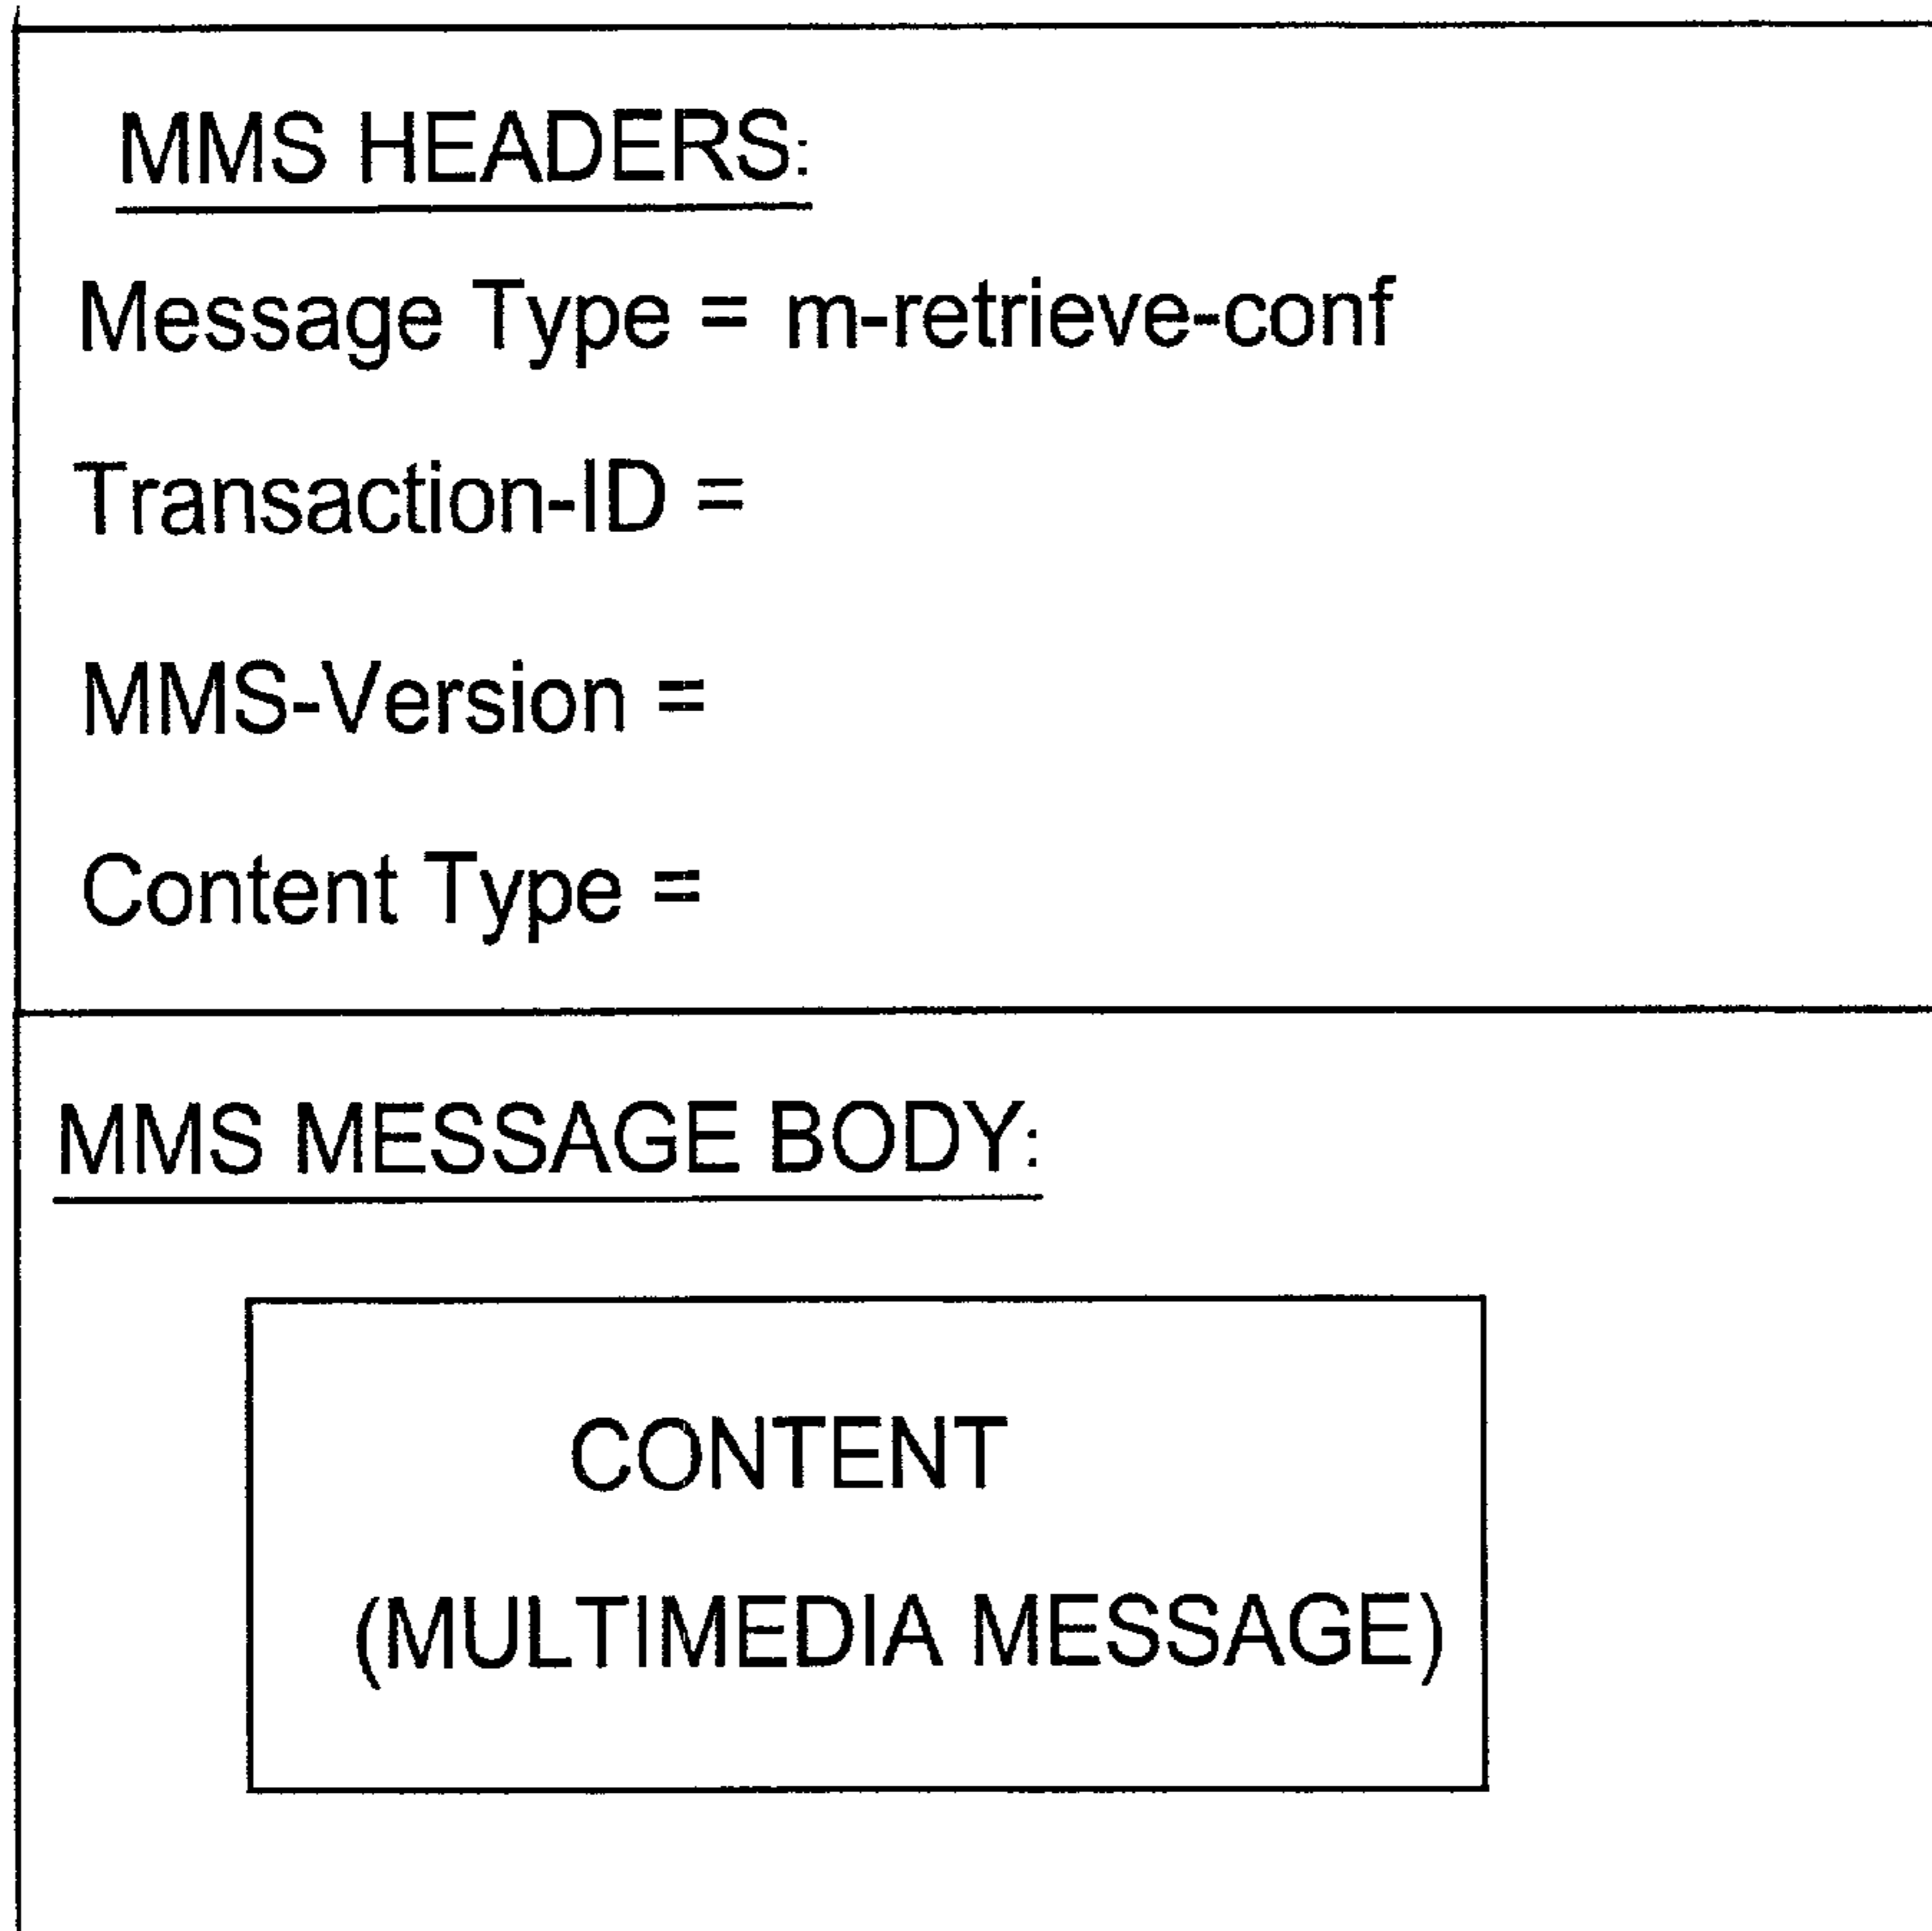 MMS HEADERS:
Message Type = m-retrieve-conf
Transaction-ID =
MMS-Version =
Content Type =
MMS MESSAGE BODY:
CONTENT
(MULTIMEDIA MESSAGE)